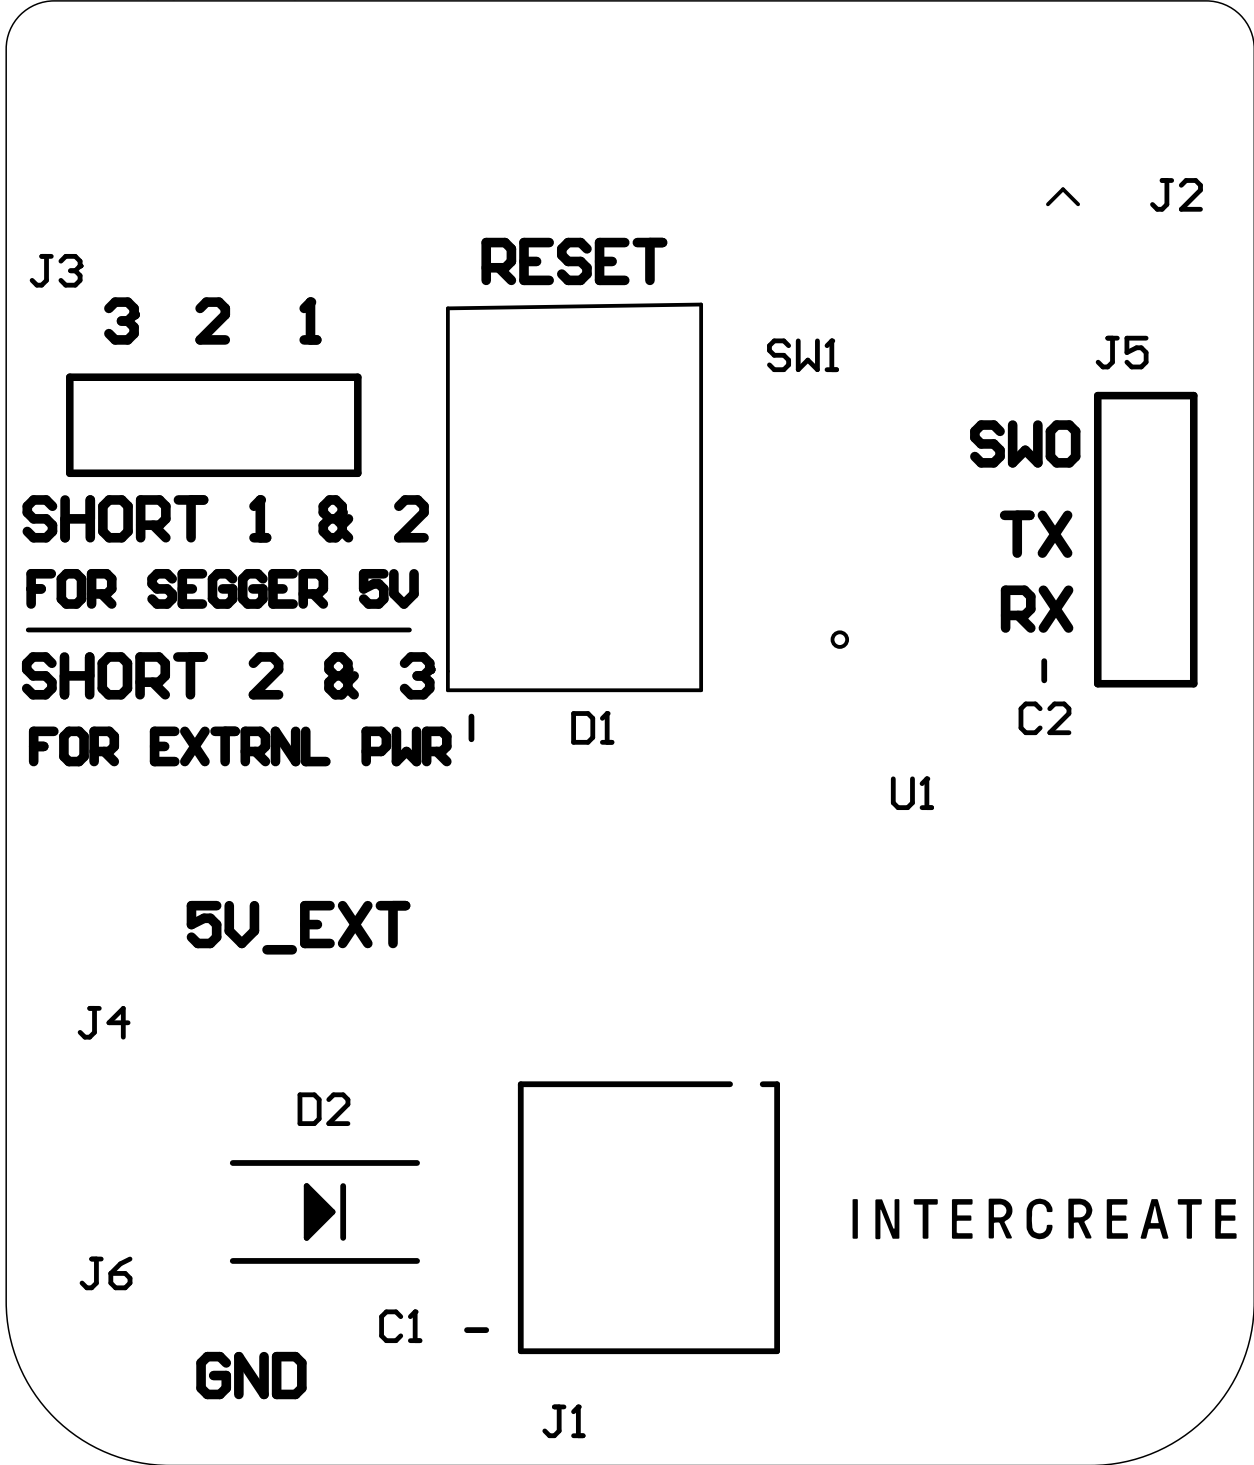 J2
RESET
J3
3 2 1
SW1
J5
SWO
SHORT 1 & 2
TX
FOR SEGGER 5V
RX
SHORT 2 & 3
C2
D1
FOR EXTRNL PWR
U1
5V_EXT
J4
D2
INTERCREATE
J6
C1
GND
J1